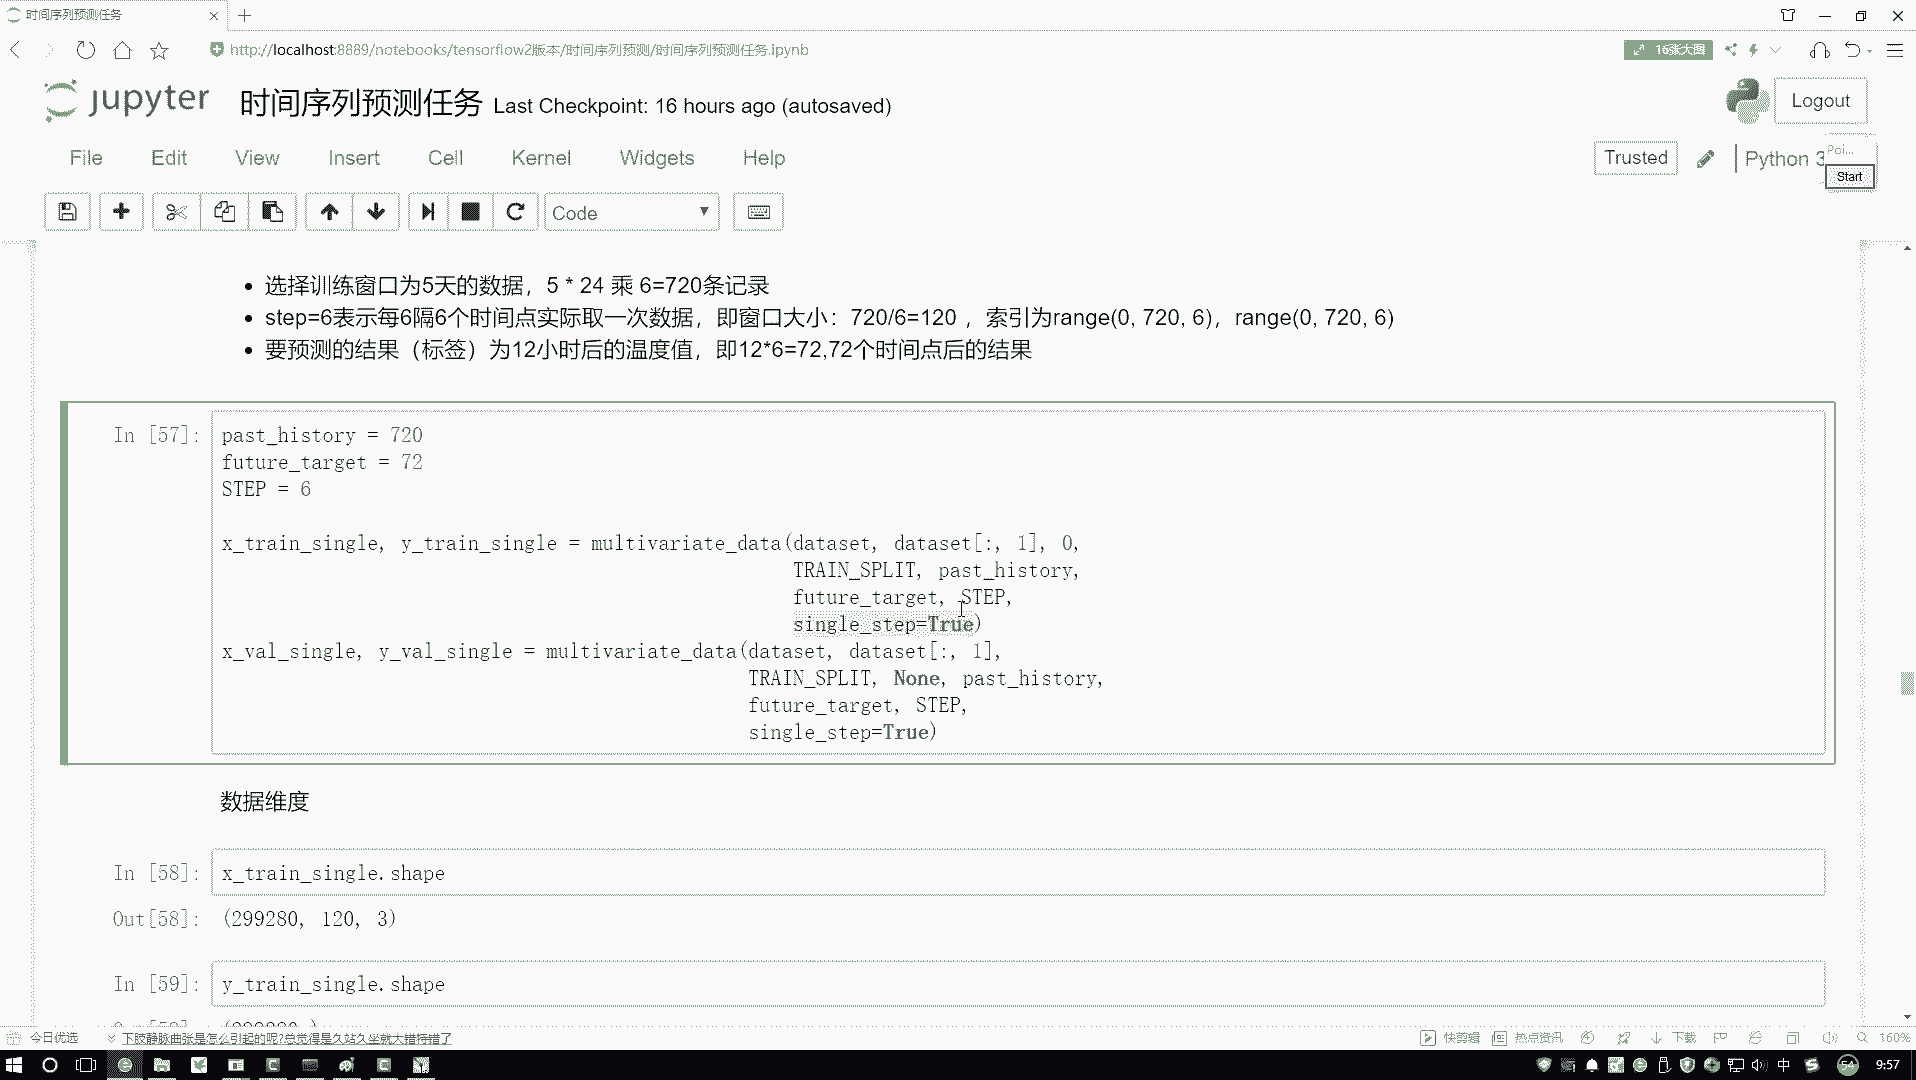 时间序列预测任务
http://localhost:8889/notebooks/tensorflow2版本/时间序列预测/时间序列预测任务.ipynb
16张大图
jupyter 时间序列预测任务 Last Checkpoint: 16 hours ago (autosaved)
Logout
File Edit View Insert Cell Kernel Widgets Help
Trusted Python 3
Poi...
Start
Code
选择训练窗口为5天的数据，5 * 24 乘 6=720条记录
step=6表示每6隔6个时间点实际取一次数据，即窗口大小：720/6=120 ，索引为range(0, 720, 6)，range(0, 720, 6)
要预测的结果（标签）为12小时后的温度值，即12*6=72,72个时间点后的结果
In [57]: past_history = 720
future_target = 72
STEP = 6
x_train_single, y_train_single = multivariate_data(dataset, dataset[:, 1], 0,
TRAIN_SPLIT, past_history,
future_target, STEP,
single_step=True)
x_val_single, y_val_single = multivariate_data(dataset, dataset[:, 1],
TRAIN_SPLIT, None, past_history,
future_target, STEP,
single_step=True)
数据维度
In [58]: x_train_single.shape
Out[58]: (299280, 120, 3)
In [59]: y_train_single.shape
今日优选 下肢静脉曲张是怎么引起的呢?总觉得是久站久坐就大错特错了
快剪辑 热点资讯 下载 160%
中 54 9:57